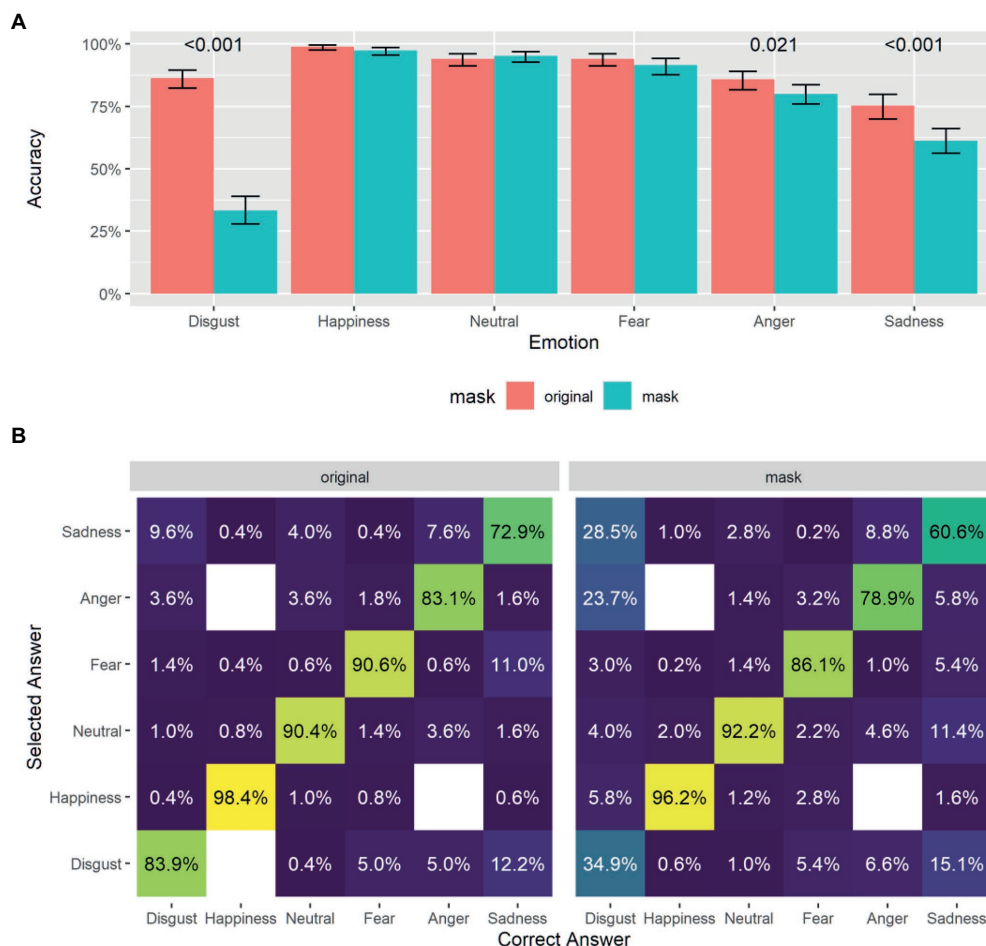 A
<0.001 0.021 <0.001
100%
75%
50%
25%
0%
Accuracy
Disgust Happiness Neutral Fear Anger Sadness
Emotion
mask original mask
B
original mask
Selected Answer
Sadness 9.6% 0.4% 4.0% 0.4% 7.6% 72.9% 28.5% 1.0% 2.8% 0.2% 8.8% 60.6%
Anger 3.6% 3.6% 1.8% 83.1% 1.6% 23.7% 1.4% 3.2% 78.9% 5.8%
Fear 1.4% 0.4% 0.6% 90.6% 0.6% 11.0% 3.0% 0.2% 1.4% 86.1% 1.0% 5.4%
Neutral 1.0% 0.8% 90.4% 1.4% 3.6% 1.6% 4.0% 2.0% 92.2% 2.2% 4.6% 11.4%
Happiness 0.4% 98.4% 1.0% 0.8% 0.6% 5.8% 96.2% 1.2% 2.8% 1.6%
Disgust 83.9% 0.4% 5.0% 5.0% 12.2% 34.9% 0.6% 1.0% 5.4% 6.6% 15.1%
Disgust Happiness Neutral Fear Anger Sadness Disgust Happiness Neutral Fear Anger Sadness
Correct Answer